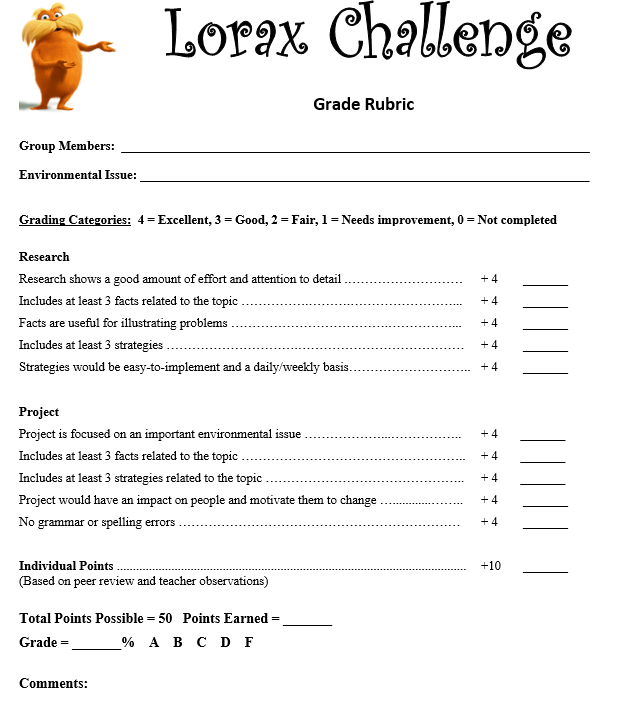 Lorax Challenge
Grade Rubric
Group Members: ______________________________
Environmental Issue: ______________________________
Grading Categories: 4 = Excellent, 3 = Good, 2 = Fair, 1 = Needs improvement, 0 = Not completed
Research
Research shows a good amount of effort and attention to detail ………………………… + 4 _______
Includes at least 3 facts related to the topic ……………………………………………….. + 4 _______
Facts are useful for illustrating problems ………………………………………………... + 4 _______
Includes at least 3 strategies ……………………………………………………………… + 4 _______
Strategies would be easy-to-implement and a daily/weekly basis……………………….. + 4 _______
Project
Project is focused on an important environmental issue ………………...……………….. + 4 _______
Includes at least 3 facts related to the topic ……………………………………………….. + 4 _______
Includes at least 3 strategies related to the topic ………………………………………….. + 4 _______
Project would have an impact on people and motivate them to change ….............…….. + 4 _______
No grammar or spelling errors …………………………………………………………… + 4 _______
Individual Points ............................................................................................................. +10 _______
(Based on peer review and teacher observations)
Total Points Possible = 50 Points Earned = _______
Grade = _______% A B C D F
Comments: